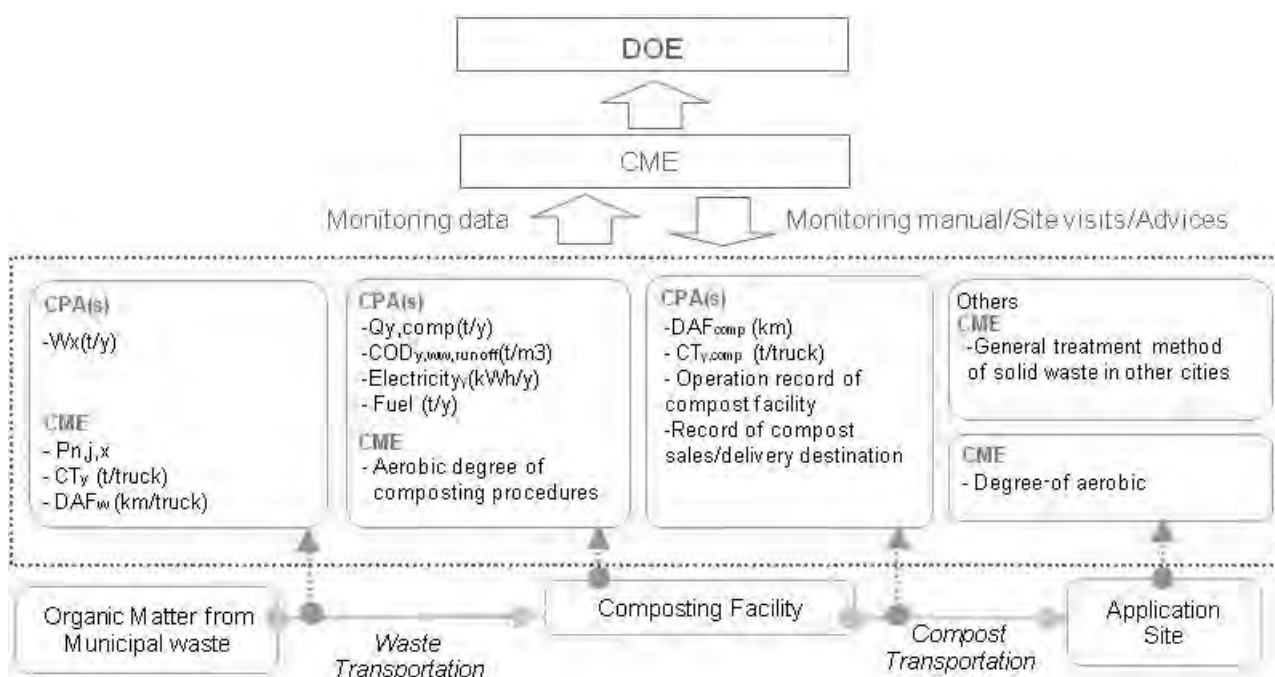 DOE
CME
Monitoring data
Monitoring manual/Site visits/Advices
CPA(s)
-Wx(t/y)
CME
- Pn,j,x
- CTy (t/truck)
- DAFw (km/truck)
CPA(s)
-Qy,comp(t/y)
-CODy,ww,runoff(t/m3)
-Electricityy(kWh/y)
- Fuel (t/y)
CME
- Aerobic degree of
composting procedures
CPA(s)
-DAFcomp (km)
- CTy,comp (t/truck)
- Operation record of
compost facility
-Record of compost
sales/delivery destination
Others
CME
-General treatment method
of solid waste in other cities
CME
- Degree-of aerobic
Organic Matter from
Municipal waste
Waste
Transportation
Composting Facility
Compost
Transportation
Application
Site